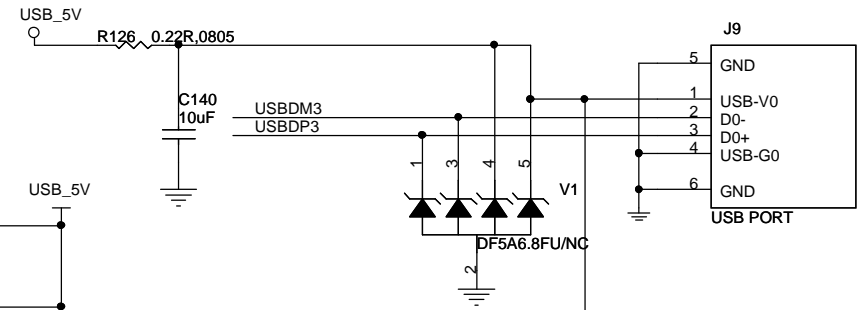 USB_5V
J9
R126 0.22R,0805
5 GND
C140
10uF
1 USB-V0
USBDM3
2 D0-
USBDP3
3 D0+
4 USB-G0
1 3 4 5
USB_5V
V1
6 GND
USB PORT
DF5A6.8FU/NC
2